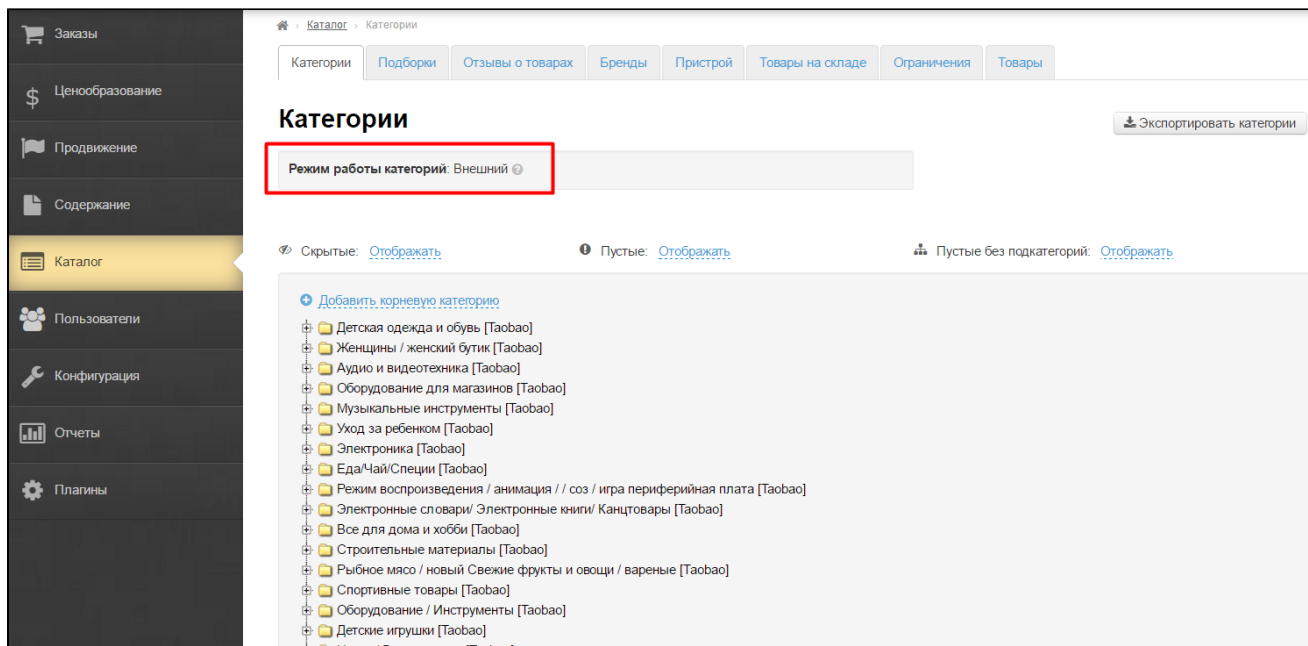 Заказы
Ценообразование
Продвижение
Содержание
Каталог
Пользователи
Конфигурация
Отчеты
Плагины
Каталог › Категории
Категории Подборки Отзывы о товарах Бренды Пристрой Товары на складе Ограничения Товары
Категории
Экспортировать категории
Режим работы категорий: Внешний
Скрытые: Отображать Пустые: Отображать Пустые без подкатегорий: Отображать
Добавить корневую категорию
Детская одежда и обувь [Taobao]
Женщины / женский бутик [Taobao]
Аудио и видеотехника [Taobao]
Оборудование для магазинов [Taobao]
Музыкальные инструменты [Taobao]
Уход за ребенком [Taobao]
Электроника [Taobao]
Еда/Чай/Специи [Taobao]
Режим воспроизведения / анимация / / соз / игра периферийная плата [Taobao]
Электронные словари/ Электронные книги/ Канцтовары [Taobao]
Все для дома и хобби [Taobao]
Строительные материалы [Taobao]
Рыбное мясо / новый Свежие фрукты и овощи / вареные [Taobao]
Спортивные товары [Taobao]
Оборудование / Инструменты [Taobao]
Детские игрушки [Taobao]